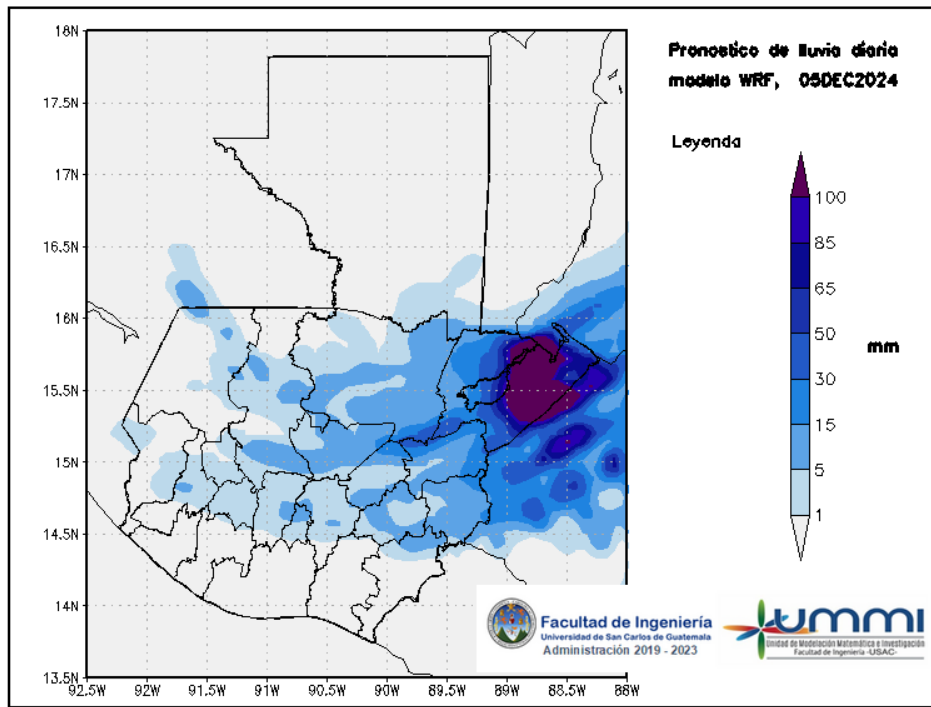 Pronostico de lluvia diaria
modelo WRF, 05DEC2024
Leyenda
100
85
65
50
30
15
5
1
mm
18N
17.5N
17N
16.5N
16N
15.5N
15N
14.5N
14N
13.5N
92.5W 92W 91.5W 91W 90.5W 90W 89.5W 89W 88.5W 88W
Facultad de Ingeniería
Universidad de San Carlos de Guatemala
Administración 2019 - 2023
UMMI
Unidad de Modelación Matemática e Investigación
Facultad de Ingeniería -USAC-